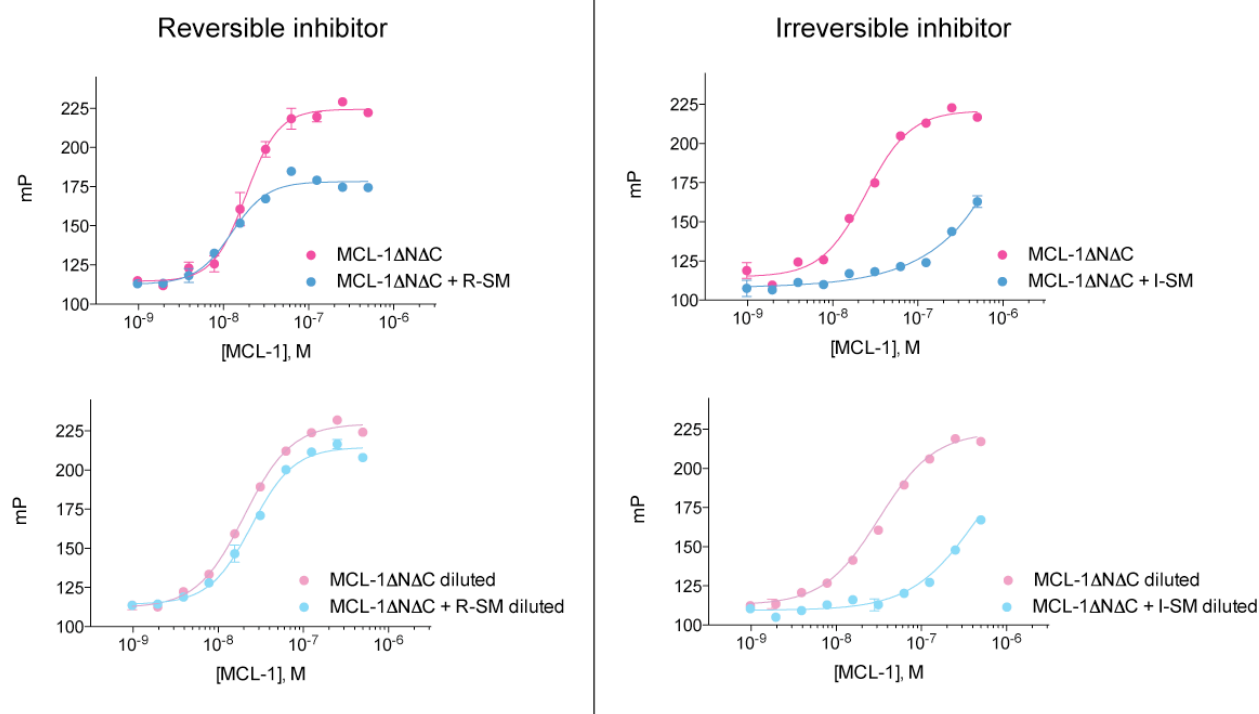 Reversible inhibitor
225
200
175
150
125
100
mP
10-9
10-8
10-7
10-6
[MCL-1], M
MCL-1ΔNΔC
MCL-1ΔNΔC + R-SM
Irreversible inhibitor
225
200
175
150
125
100
mP
10-9
10-8
10-7
10-6
[MCL-1], M
MCL-1ΔNΔC
MCL-1ΔNΔC + I-SM
225
200
175
150
125
100
mP
10-9
10-8
10-7
10-6
[MCL-1], M
MCL-1ΔNΔC diluted
MCL-1ΔNΔC + R-SM diluted
225
200
175
150
125
100
mP
10-9
10-8
10-7
10-6
[MCL-1], M
MCL-1ΔNΔC diluted
MCL-1ΔNΔC + I-SM diluted